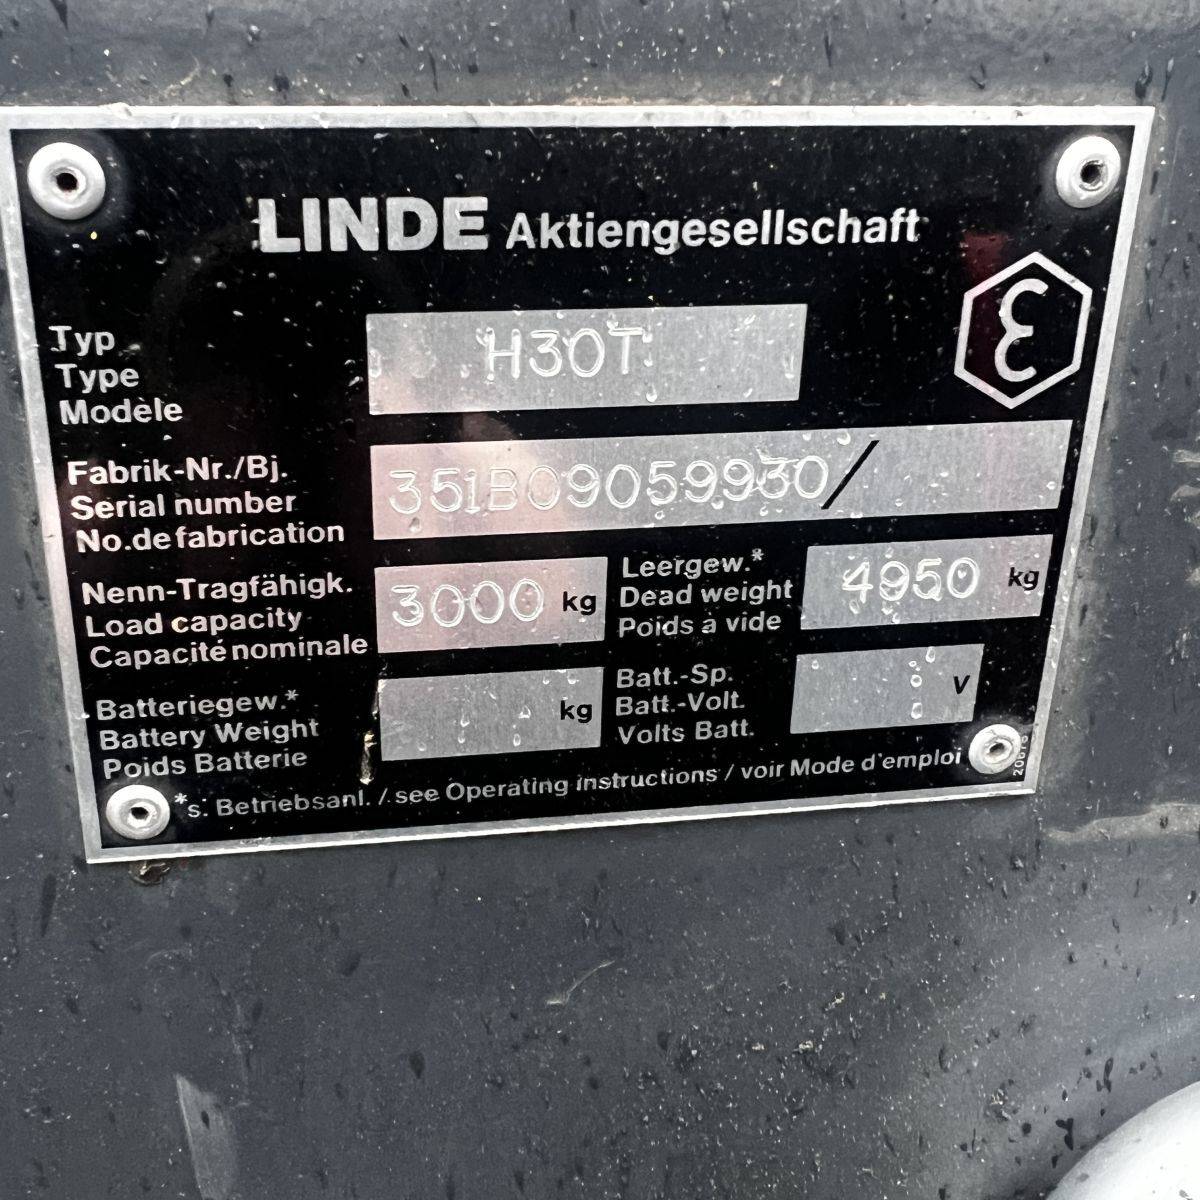 LINDE Aktiengesellschaft
Typ
Type
Modèle
H30T
ε
Fabrik-Nr./Bj.
Serial number
No. de fabrication
351B09059930/
Nenn-Tragfähigk.
Load capacity
Capacité nominale
3000 kg
Leergew.*
Dead weight
Poids à vide
4950 kg
Batteriegew.*
Battery Weight
Poids Batterie
kg
Batt.-Sp.
Batt.-Volt.
Volts Batt.
V
*s. Betriebsanl. / see Operating instructions / voir Mode d'emploi